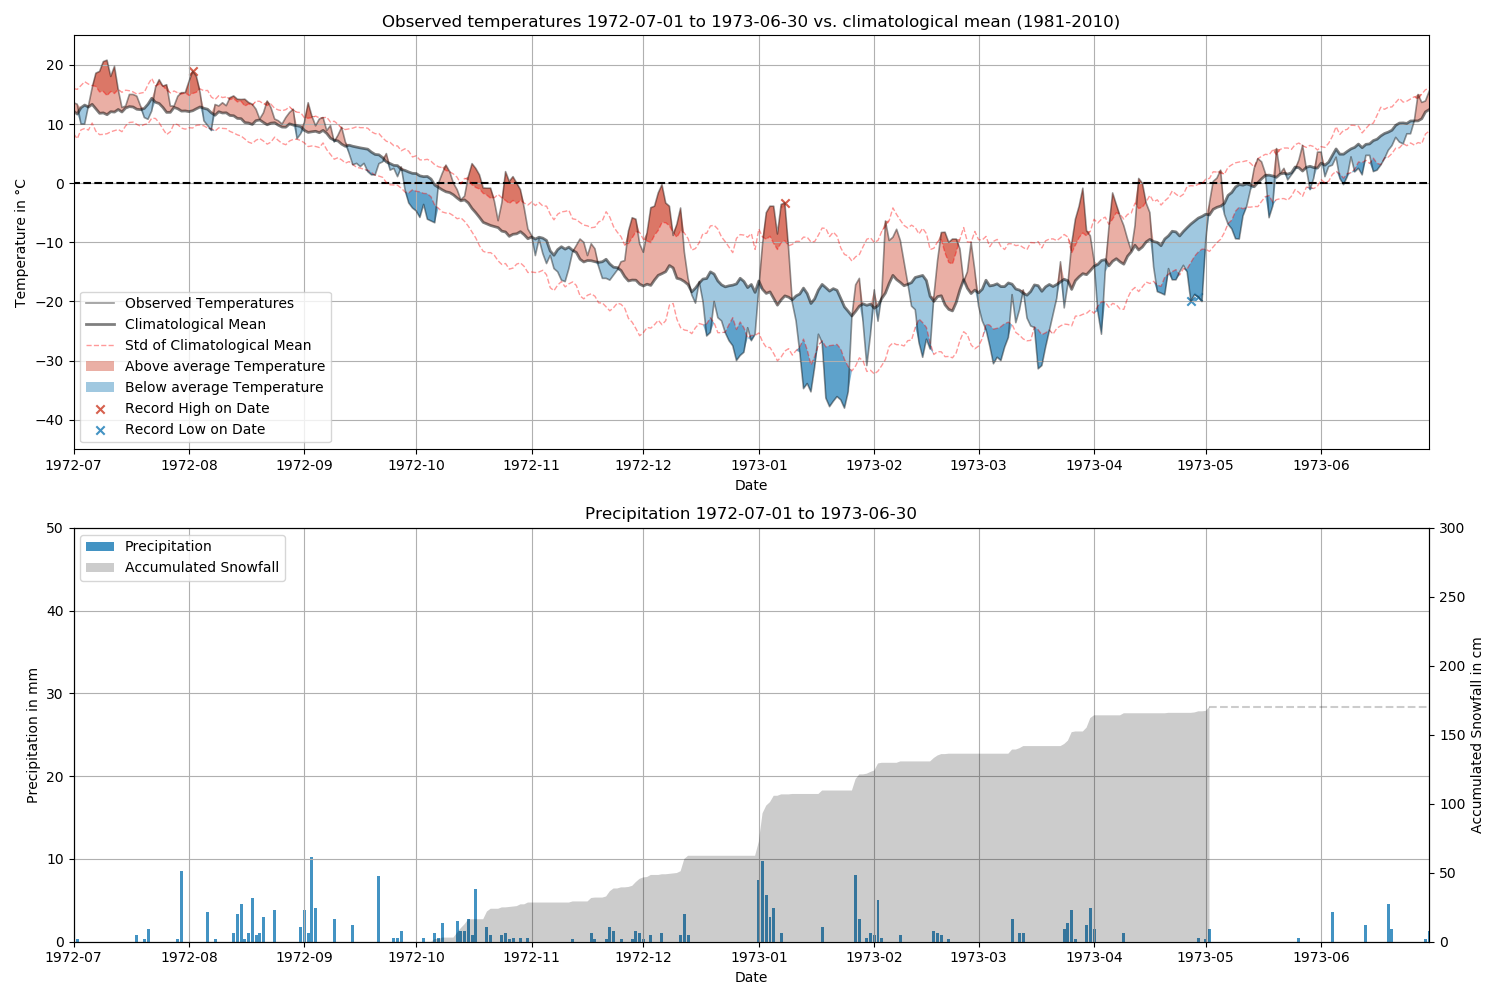 Observed temperatures 1972-07-01 to 1973-06-30 vs. climatological mean (1981-2010)
Temperature in °C
20
10
0
−10
−20
−30
−40
Observed Temperatures
Climatological Mean
Std of Climatological Mean
Above average Temperature
Below average Temperature
Record High on Date
Record Low on Date
1972-07 1972-08 1972-09 1972-10 1972-11 1972-12 1973-01 1973-02 1973-03 1973-04 1973-05 1973-06
Date
Precipitation 1972-07-01 to 1973-06-30
Precipitation in mm
50
40
30
20
10
0
Precipitation
Accumulated Snowfall
300
250
200
150
100
50
0
Accumulated Snowfall in cm
1972-07 1972-08 1972-09 1972-10 1972-11 1972-12 1973-01 1973-02 1973-03 1973-04 1973-05 1973-06
Date